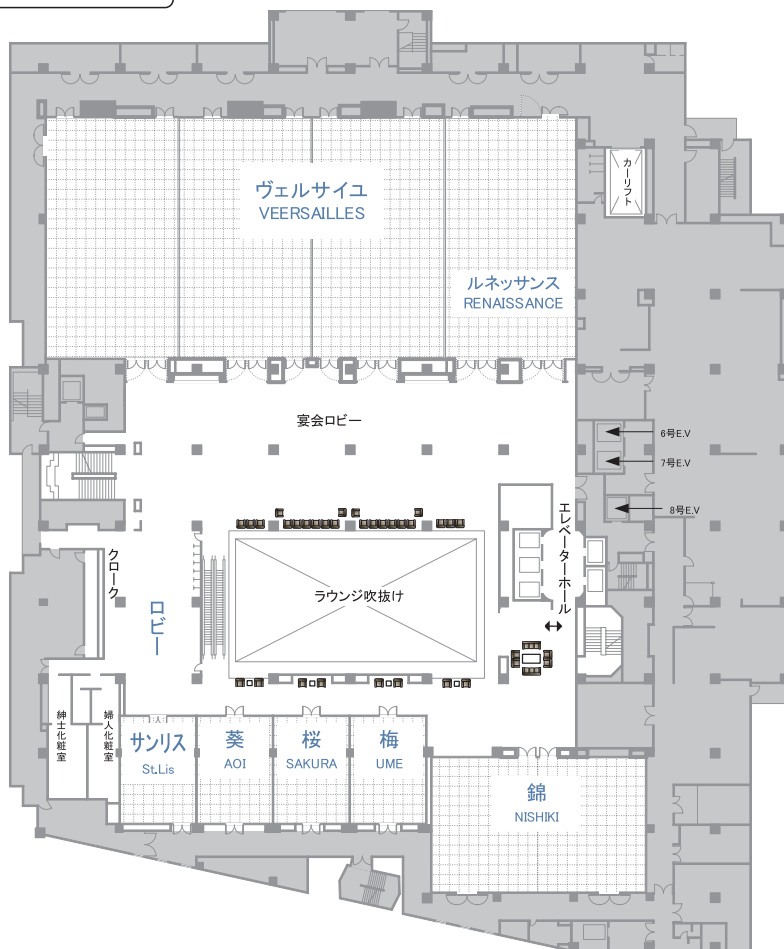 ヴェルサイユ
VEERSAILLES
カーリフト
ルネッサンス
RENAISSANCE
宴会ロビー
6号E.V
7号E.V
8号E.V
エレベーターホール
クローク
ロビー
ラウンジ吹抜け
紳士化粧室
婦人化粧室
サンリス
St.Lis
葵
AOI
桜
SAKURA
梅
UME
錦
NISHIKI